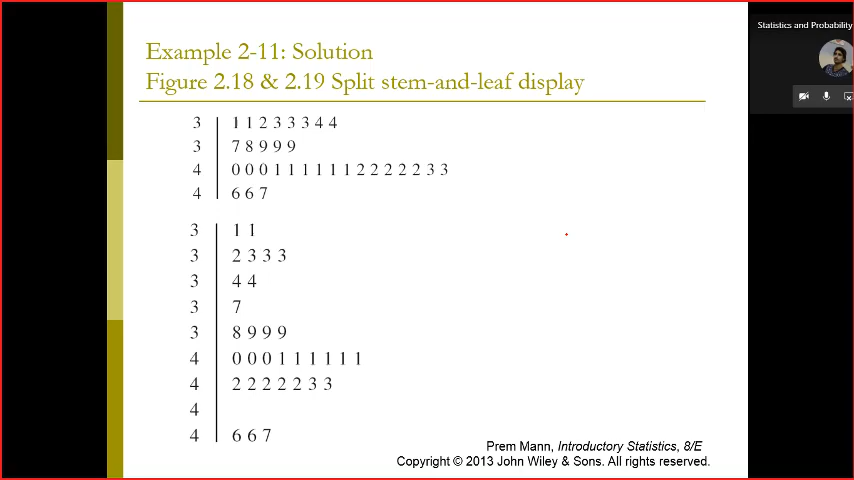 Statistics and Probability
Example 2-11: Solution
Figure 2.18 & 2.19 Split stem-and-leaf display
3 1 1 2 3 3 3 4 4
3 7 8 9 9 9
4 0 0 0 1 1 1 1 1 1 2 2 2 2 2 3 3
4 6 6 7
3 1 1
3 2 3 3 3
3 4 4
3 7
3 8 9 9 9
4 0 0 0 1 1 1 1 1 1
4 2 2 2 2 2 3 3
4
4 6 6 7
Prem Mann, Introductory Statistics, 8/E
Copyright © 2013 John Wiley & Sons. All rights reserved.